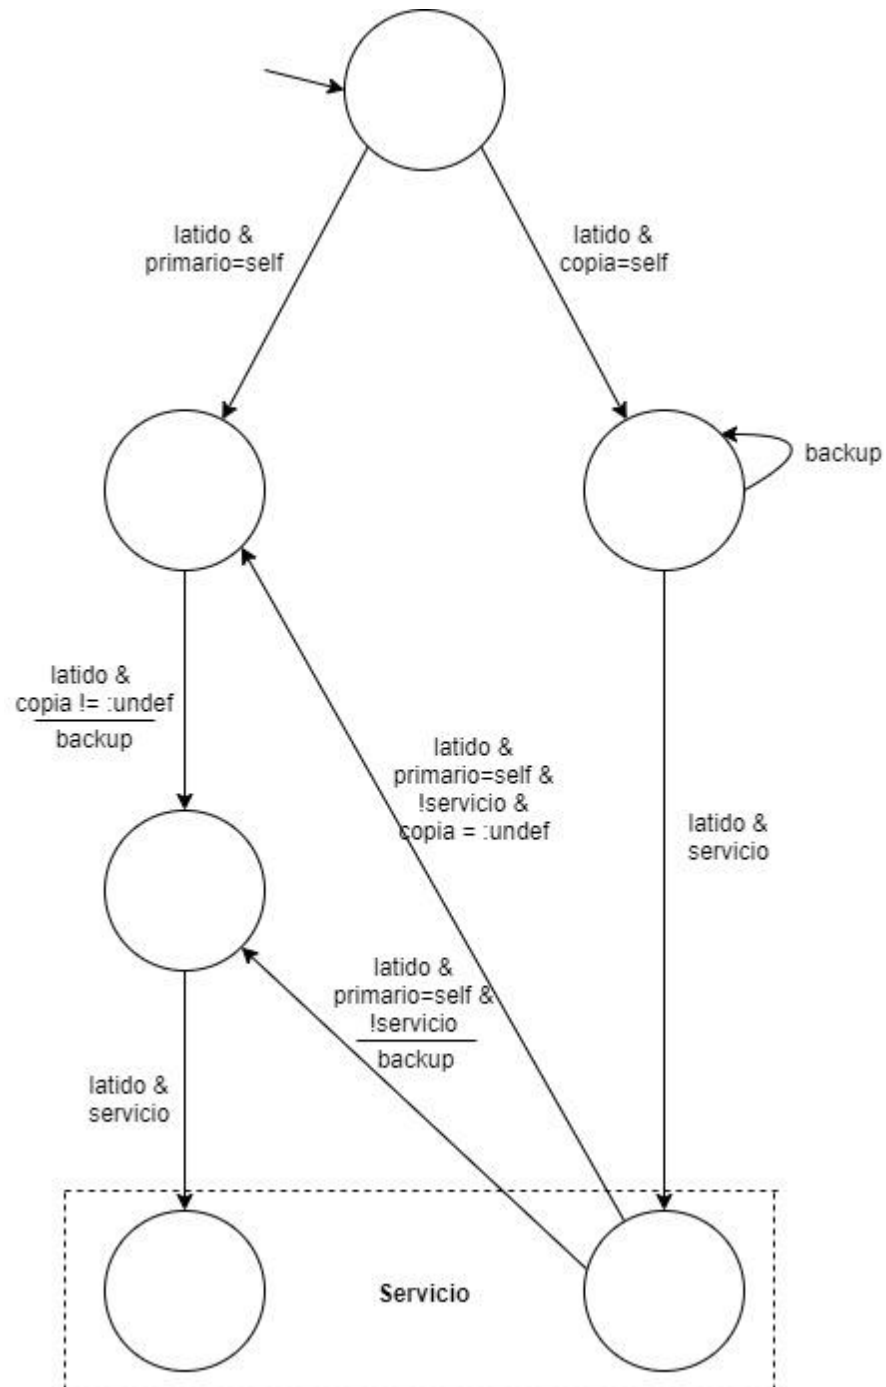 latido &
primario=self
latido &
copia=self
backup
latido &
copia != :undef
backup
latido &
primario=self &
!servicio &
copia = :undef
latido &
servicio
latido &
primario=self &
!servicio
backup
latido &
servicio
Servicio